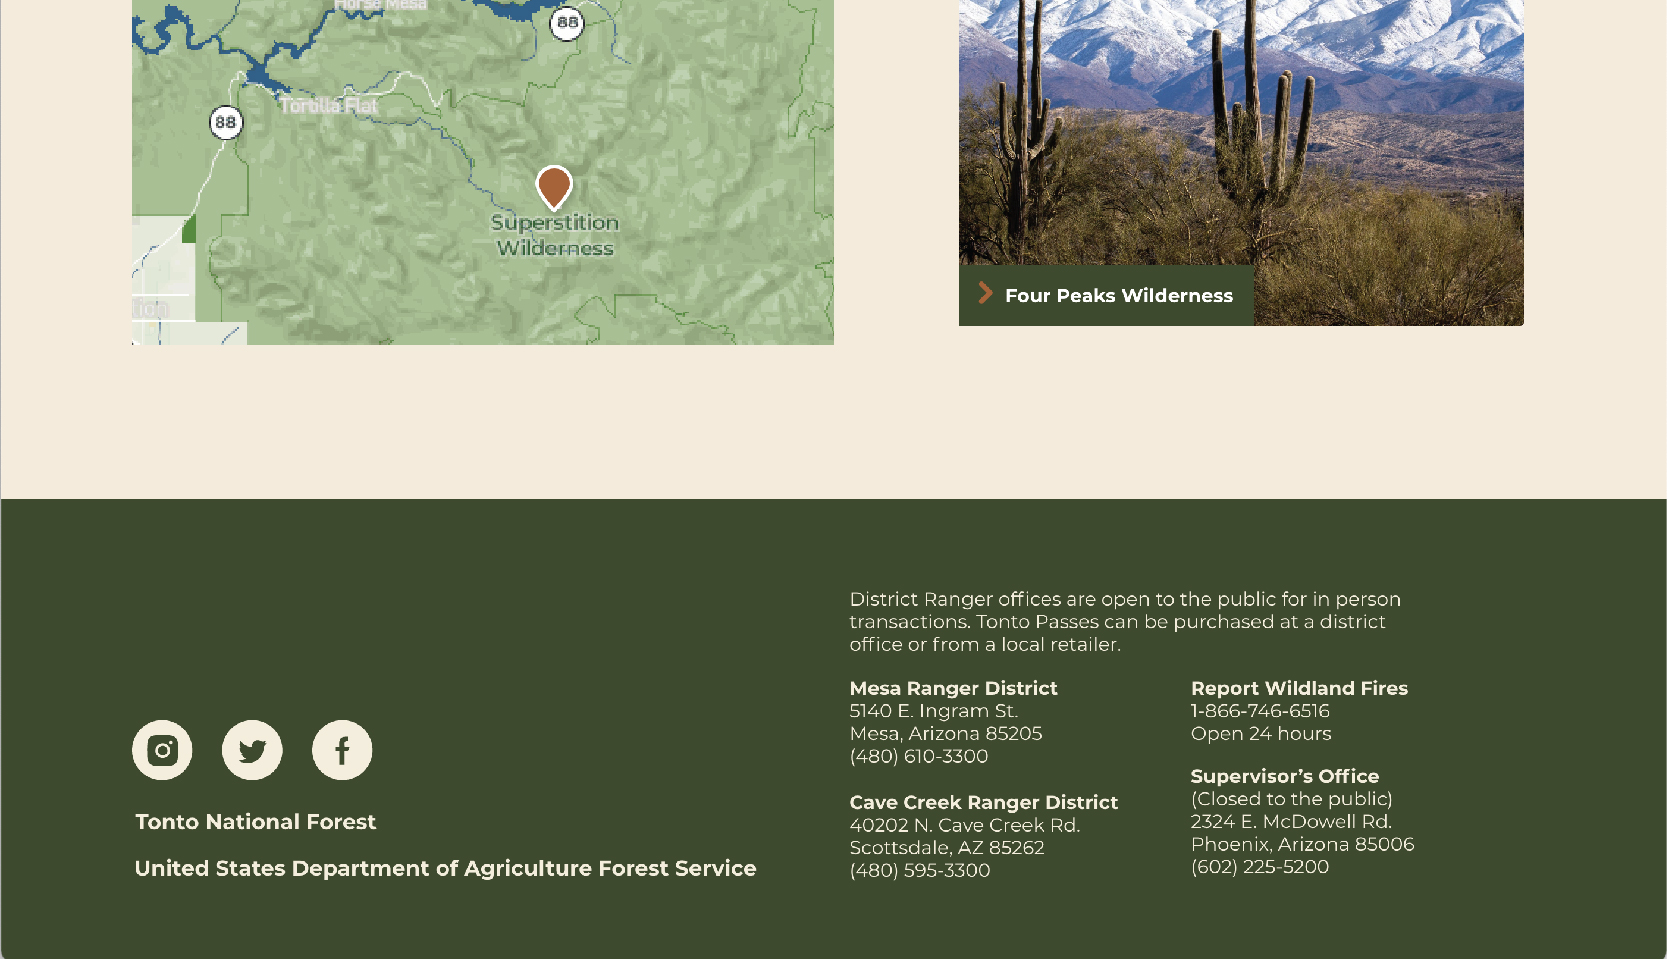 Horse Mesa
88
Tortilla Flat
88
Superstition
Wilderness
Four Peaks Wilderness
District Ranger offices are open to the public for in person
transactions. Tonto Passes can be purchased at a district
office or from a local retailer.
Mesa Ranger District
5140 E. Ingram St.
Mesa, Arizona 85205
(480) 610-3300
Cave Creek Ranger District
40202 N. Cave Creek Rd.
Scottsdale, AZ 85262
(480) 595-3300
Report Wildland Fires
1-866-746-6516
Open 24 hours
Supervisor’s Office
(Closed to the public)
2324 E. McDowell Rd.
Phoenix, Arizona 85006
(602) 225-5200
Tonto National Forest
United States Department of Agriculture Forest Service